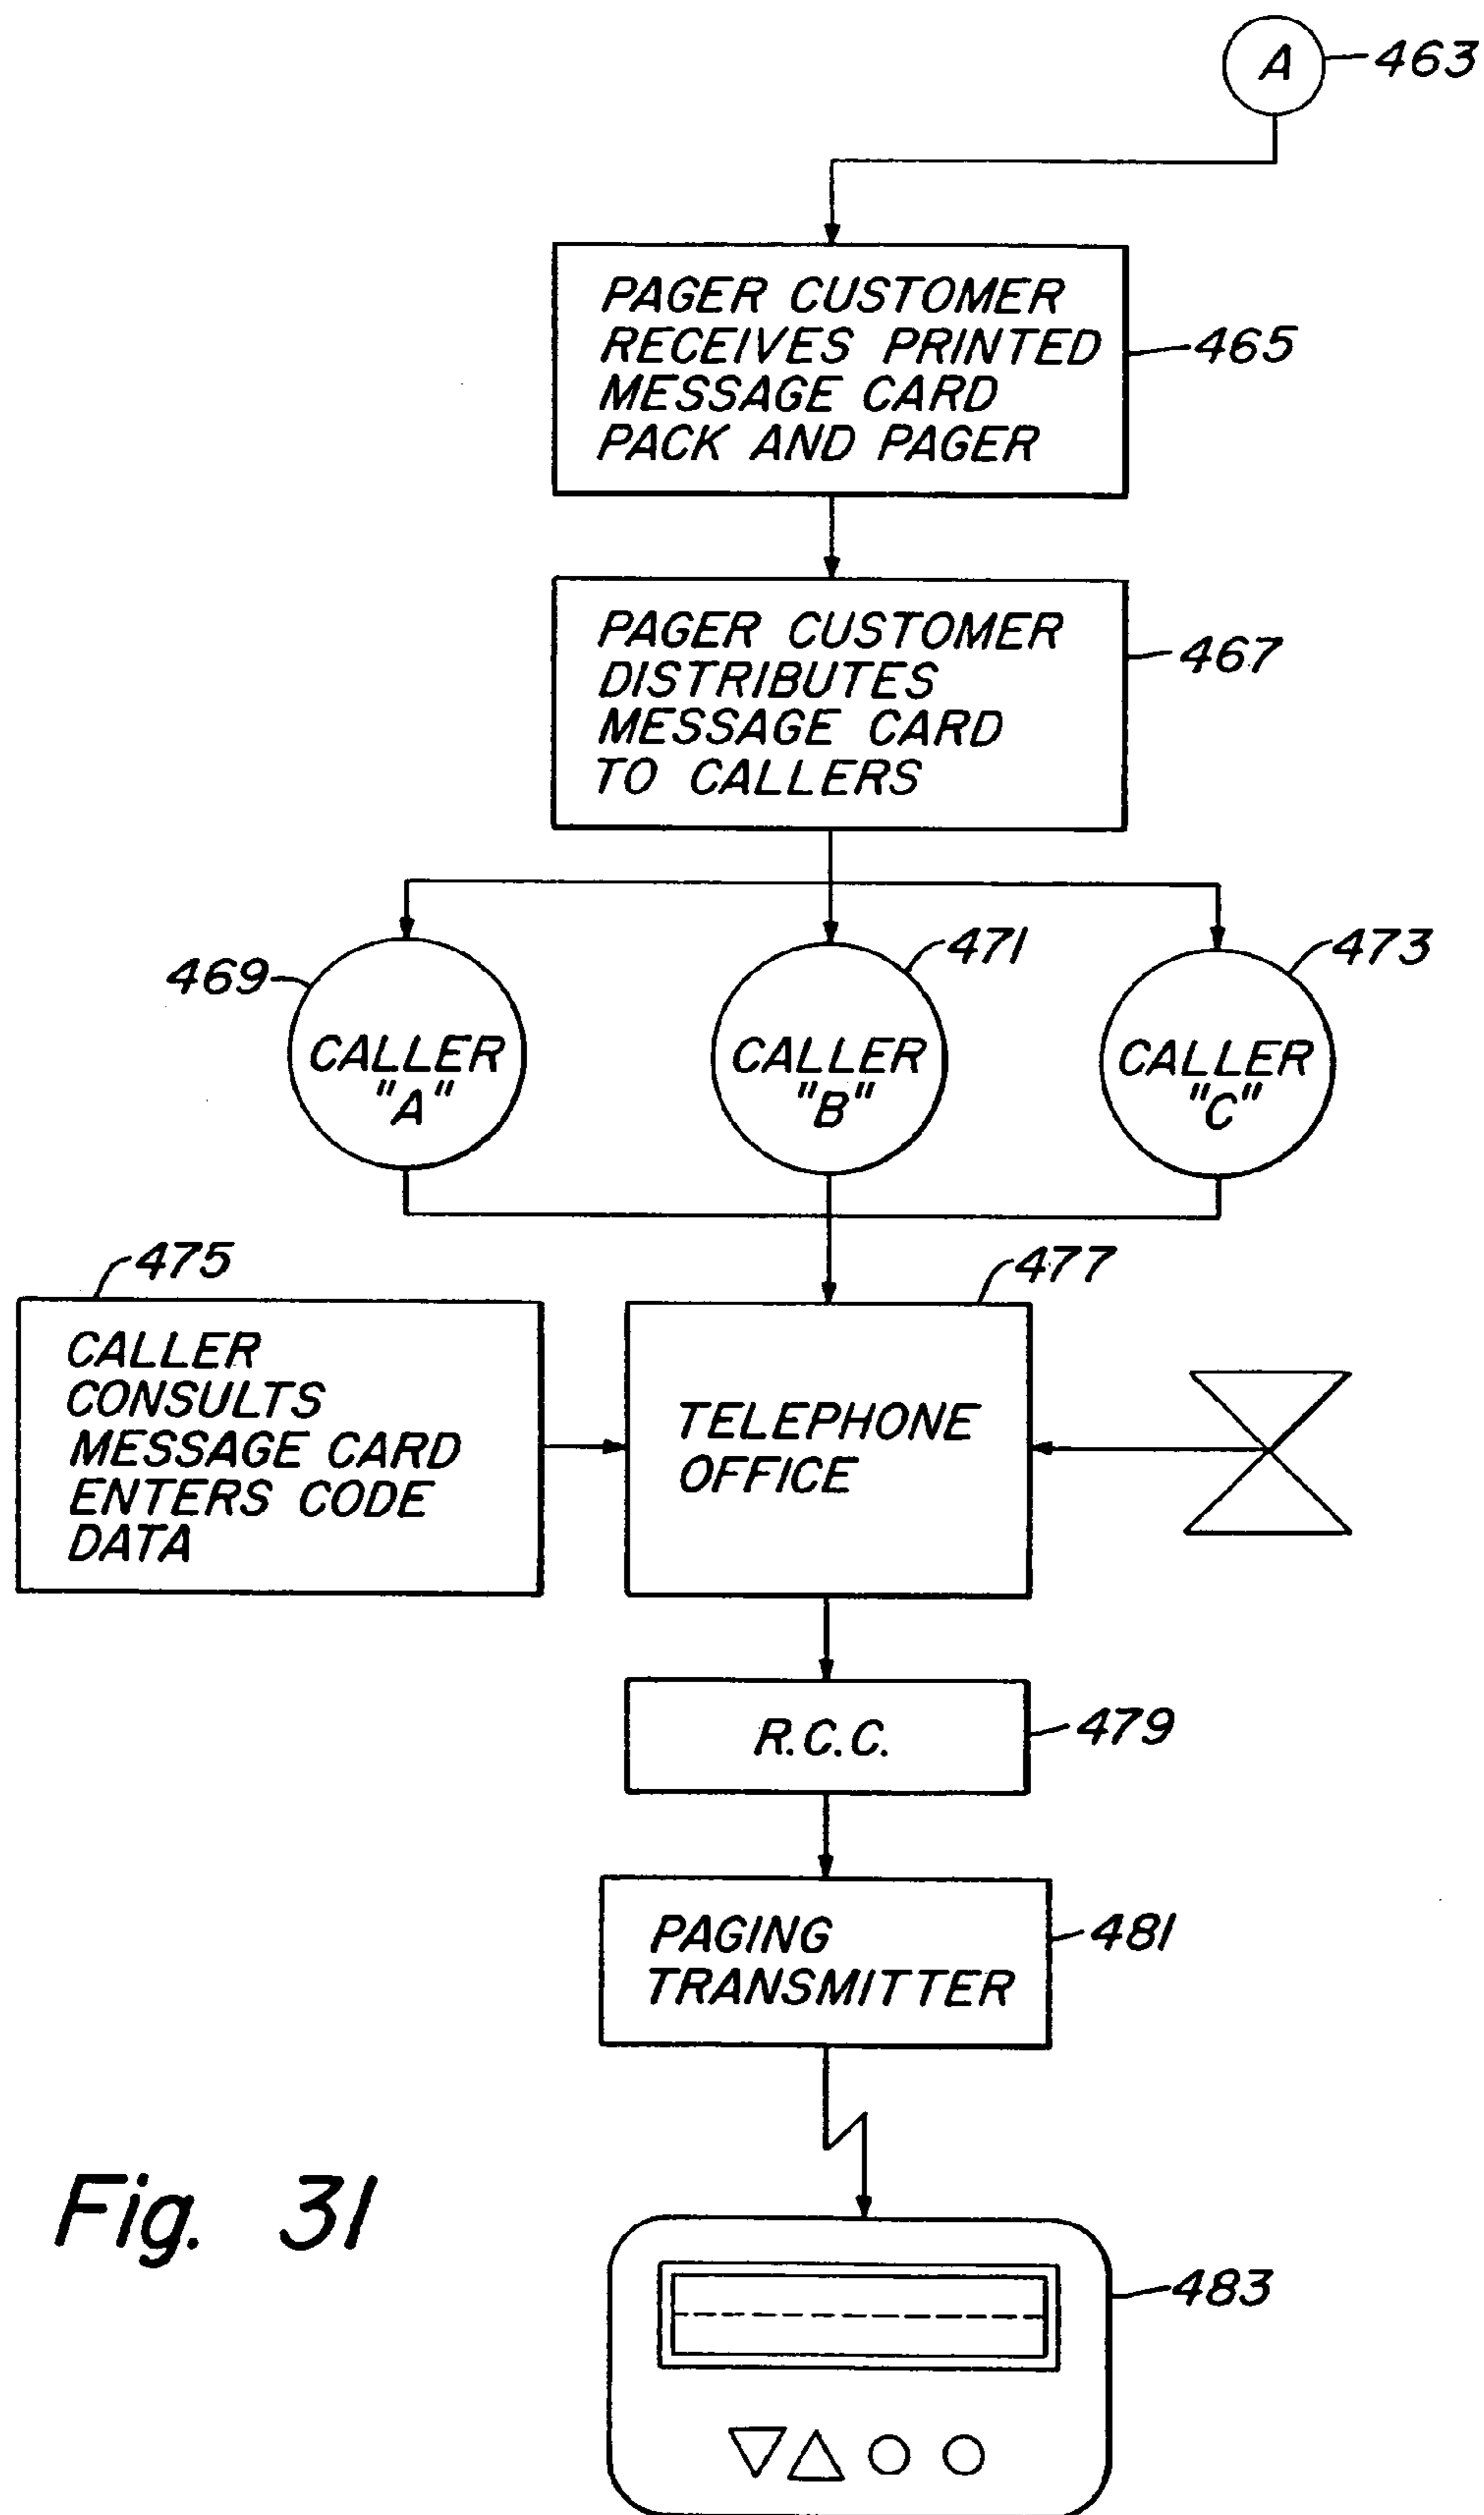 A
463
PAGER CUSTOMER
RECEIVES PRINTED
MESSAGE CARD
PACK AND PAGER
465
PAGER CUSTOMER
DISTRIBUTES
MESSAGE CARD
TO CALLERS
467
469
CALLER
"A"
471
CALLER
"B"
473
CALLER
"C"
475
CALLER
CONSULTS
MESSAGE CARD
ENTERS CODE
DATA
477
TELEPHONE
OFFICE
R.C.C.
479
PAGING
TRANSMITTER
481
Fig. 31
483